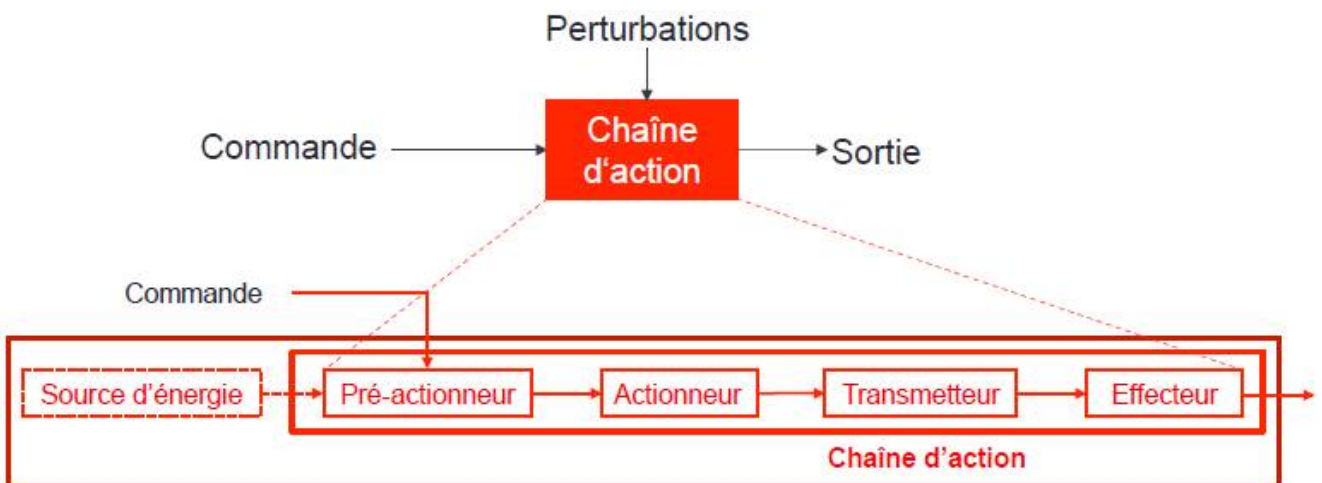 Perturbations
Commande
Chaîne
d'action
Sortie
Commande
Source d'énergie
Pré-actionneur
Actionneur
Transmetteur
Effecteur
Chaîne d'action